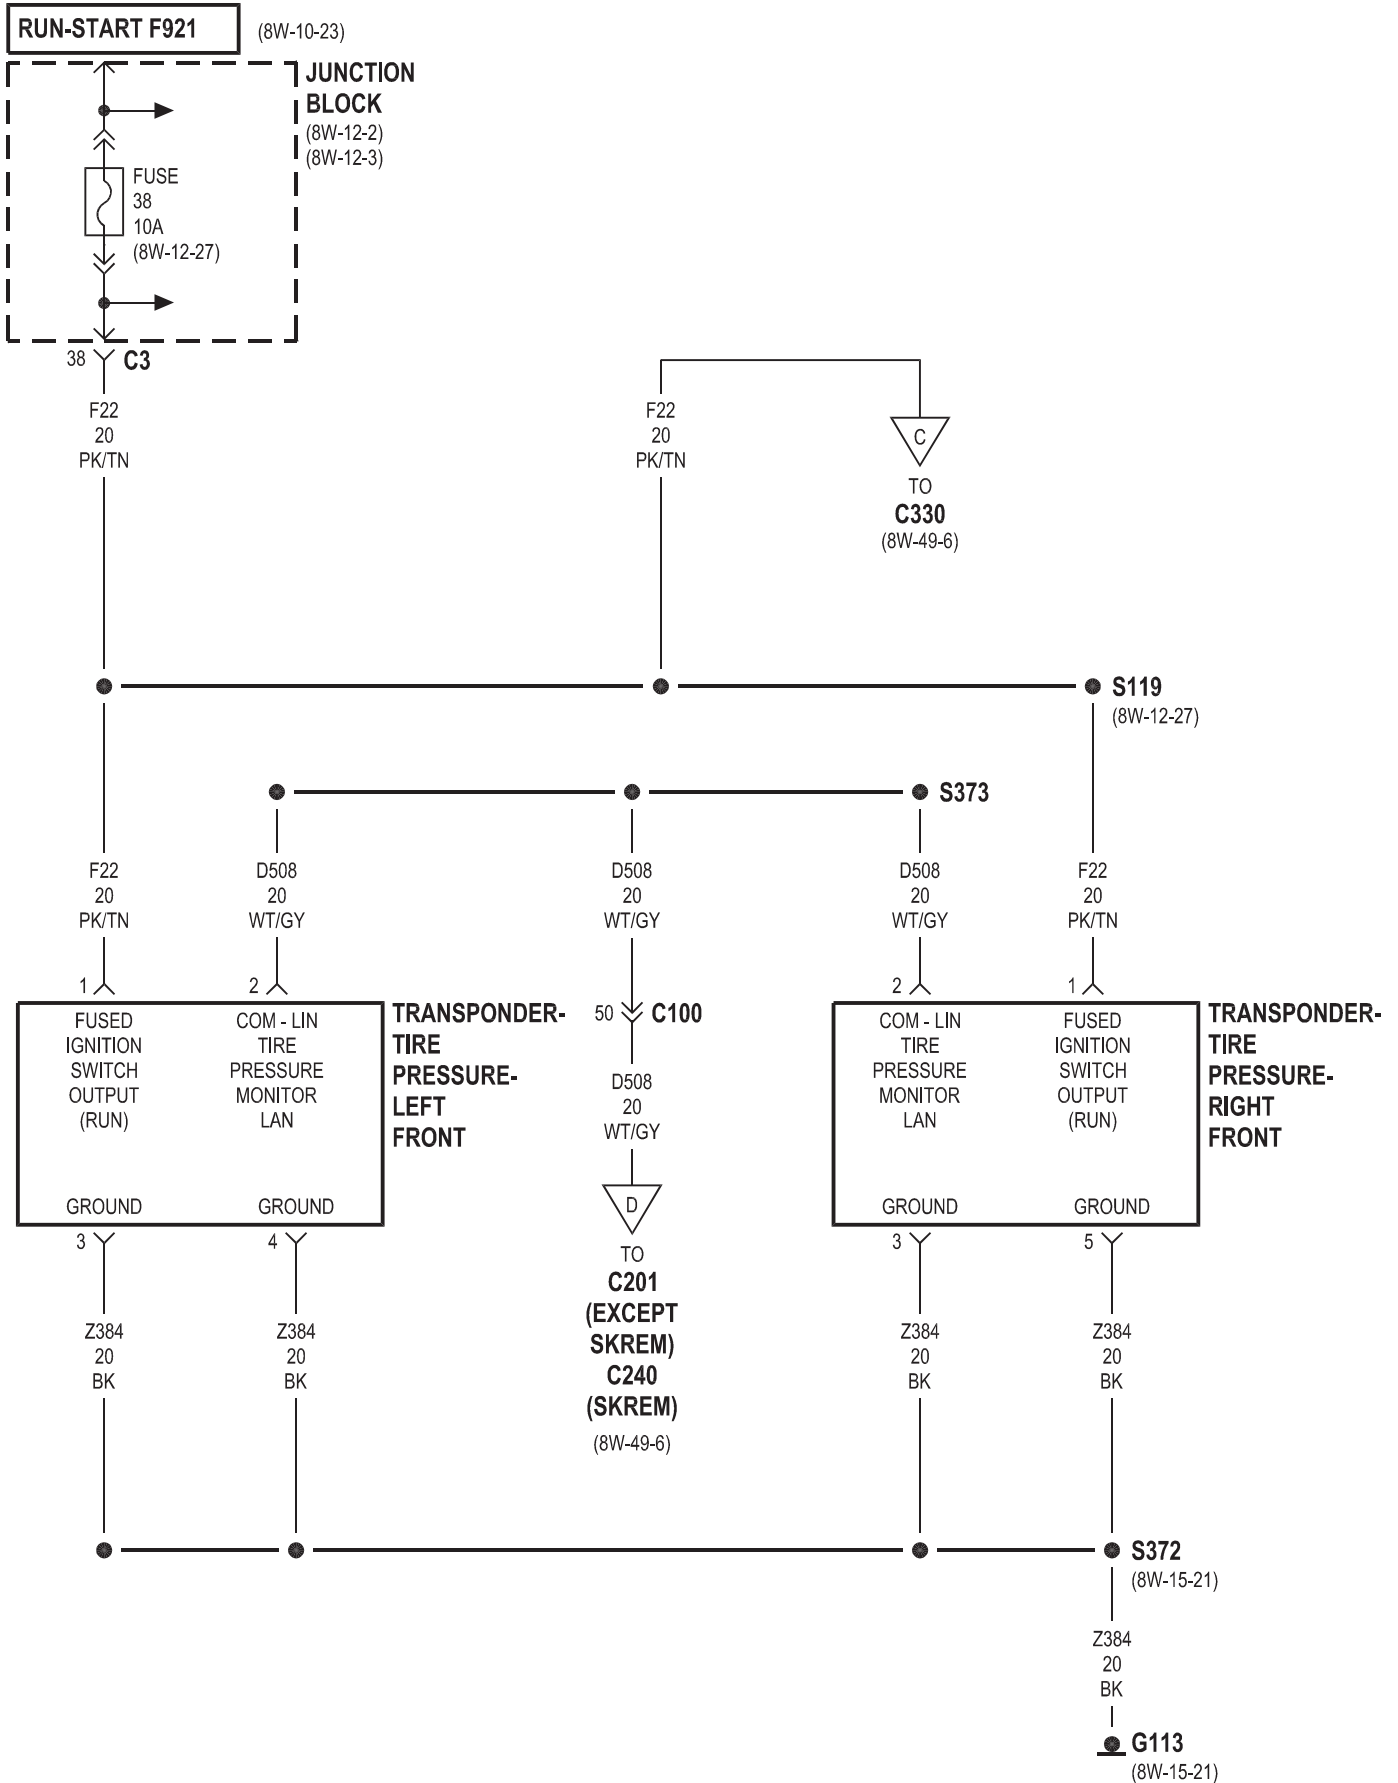 RUN-START F921
(8W-10-23)
JUNCTION
BLOCK
(8W-12-2)
(8W-12-3)
FUSE
38
10A
(8W-12-27)
38
C3
F22
20
PK/TN
F22
20
PK/TN
C
TO
C330
(8W-49-6)
S119
(8W-12-27)
S373
F22
20
PK/TN
D508
20
WT/GY
D508
20
WT/GY
D508
20
WT/GY
F22
20
PK/TN
1
2
50
C100
2
1
FUSED
IGNITION
SWITCH
OUTPUT
(RUN)
COM - LIN
TIRE
PRESSURE
MONITOR
LAN
GROUND
GROUND
TRANSPONDER-
TIRE
PRESSURE-
LEFT
FRONT
D508
20
WT/GY
D
TO
C201
(EXCEPT
SKREM)
C240
(SKREM)
(8W-49-6)
COM - LIN
TIRE
PRESSURE
MONITOR
LAN
FUSED
IGNITION
SWITCH
OUTPUT
(RUN)
GROUND
GROUND
TRANSPONDER-
TIRE
PRESSURE-
RIGHT
FRONT
3
4
3
5
Z384
20
BK
Z384
20
BK
Z384
20
BK
Z384
20
BK
S372
(8W-15-21)
Z384
20
BK
G113
(8W-15-21)